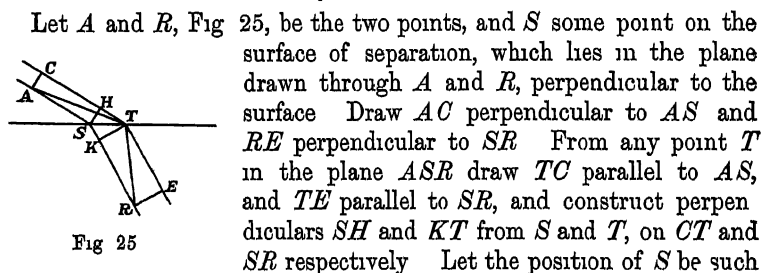 Let A and R, Fig 25, be the two points, and S some point on the
surface of separation, which lies in the plane
drawn through A and R, perpendicular to the
surface Draw AC perpendicular to AS and
RE perpendicular to SR From any point T
in the plane ASR draw TC parallel to AS,
and TE parallel to SR, and construct perpen
diculars SH and KT from S and T, on CT and
SR respectively Let the position of S be such
C
A
H
T
S
K
E
R
Fig 25